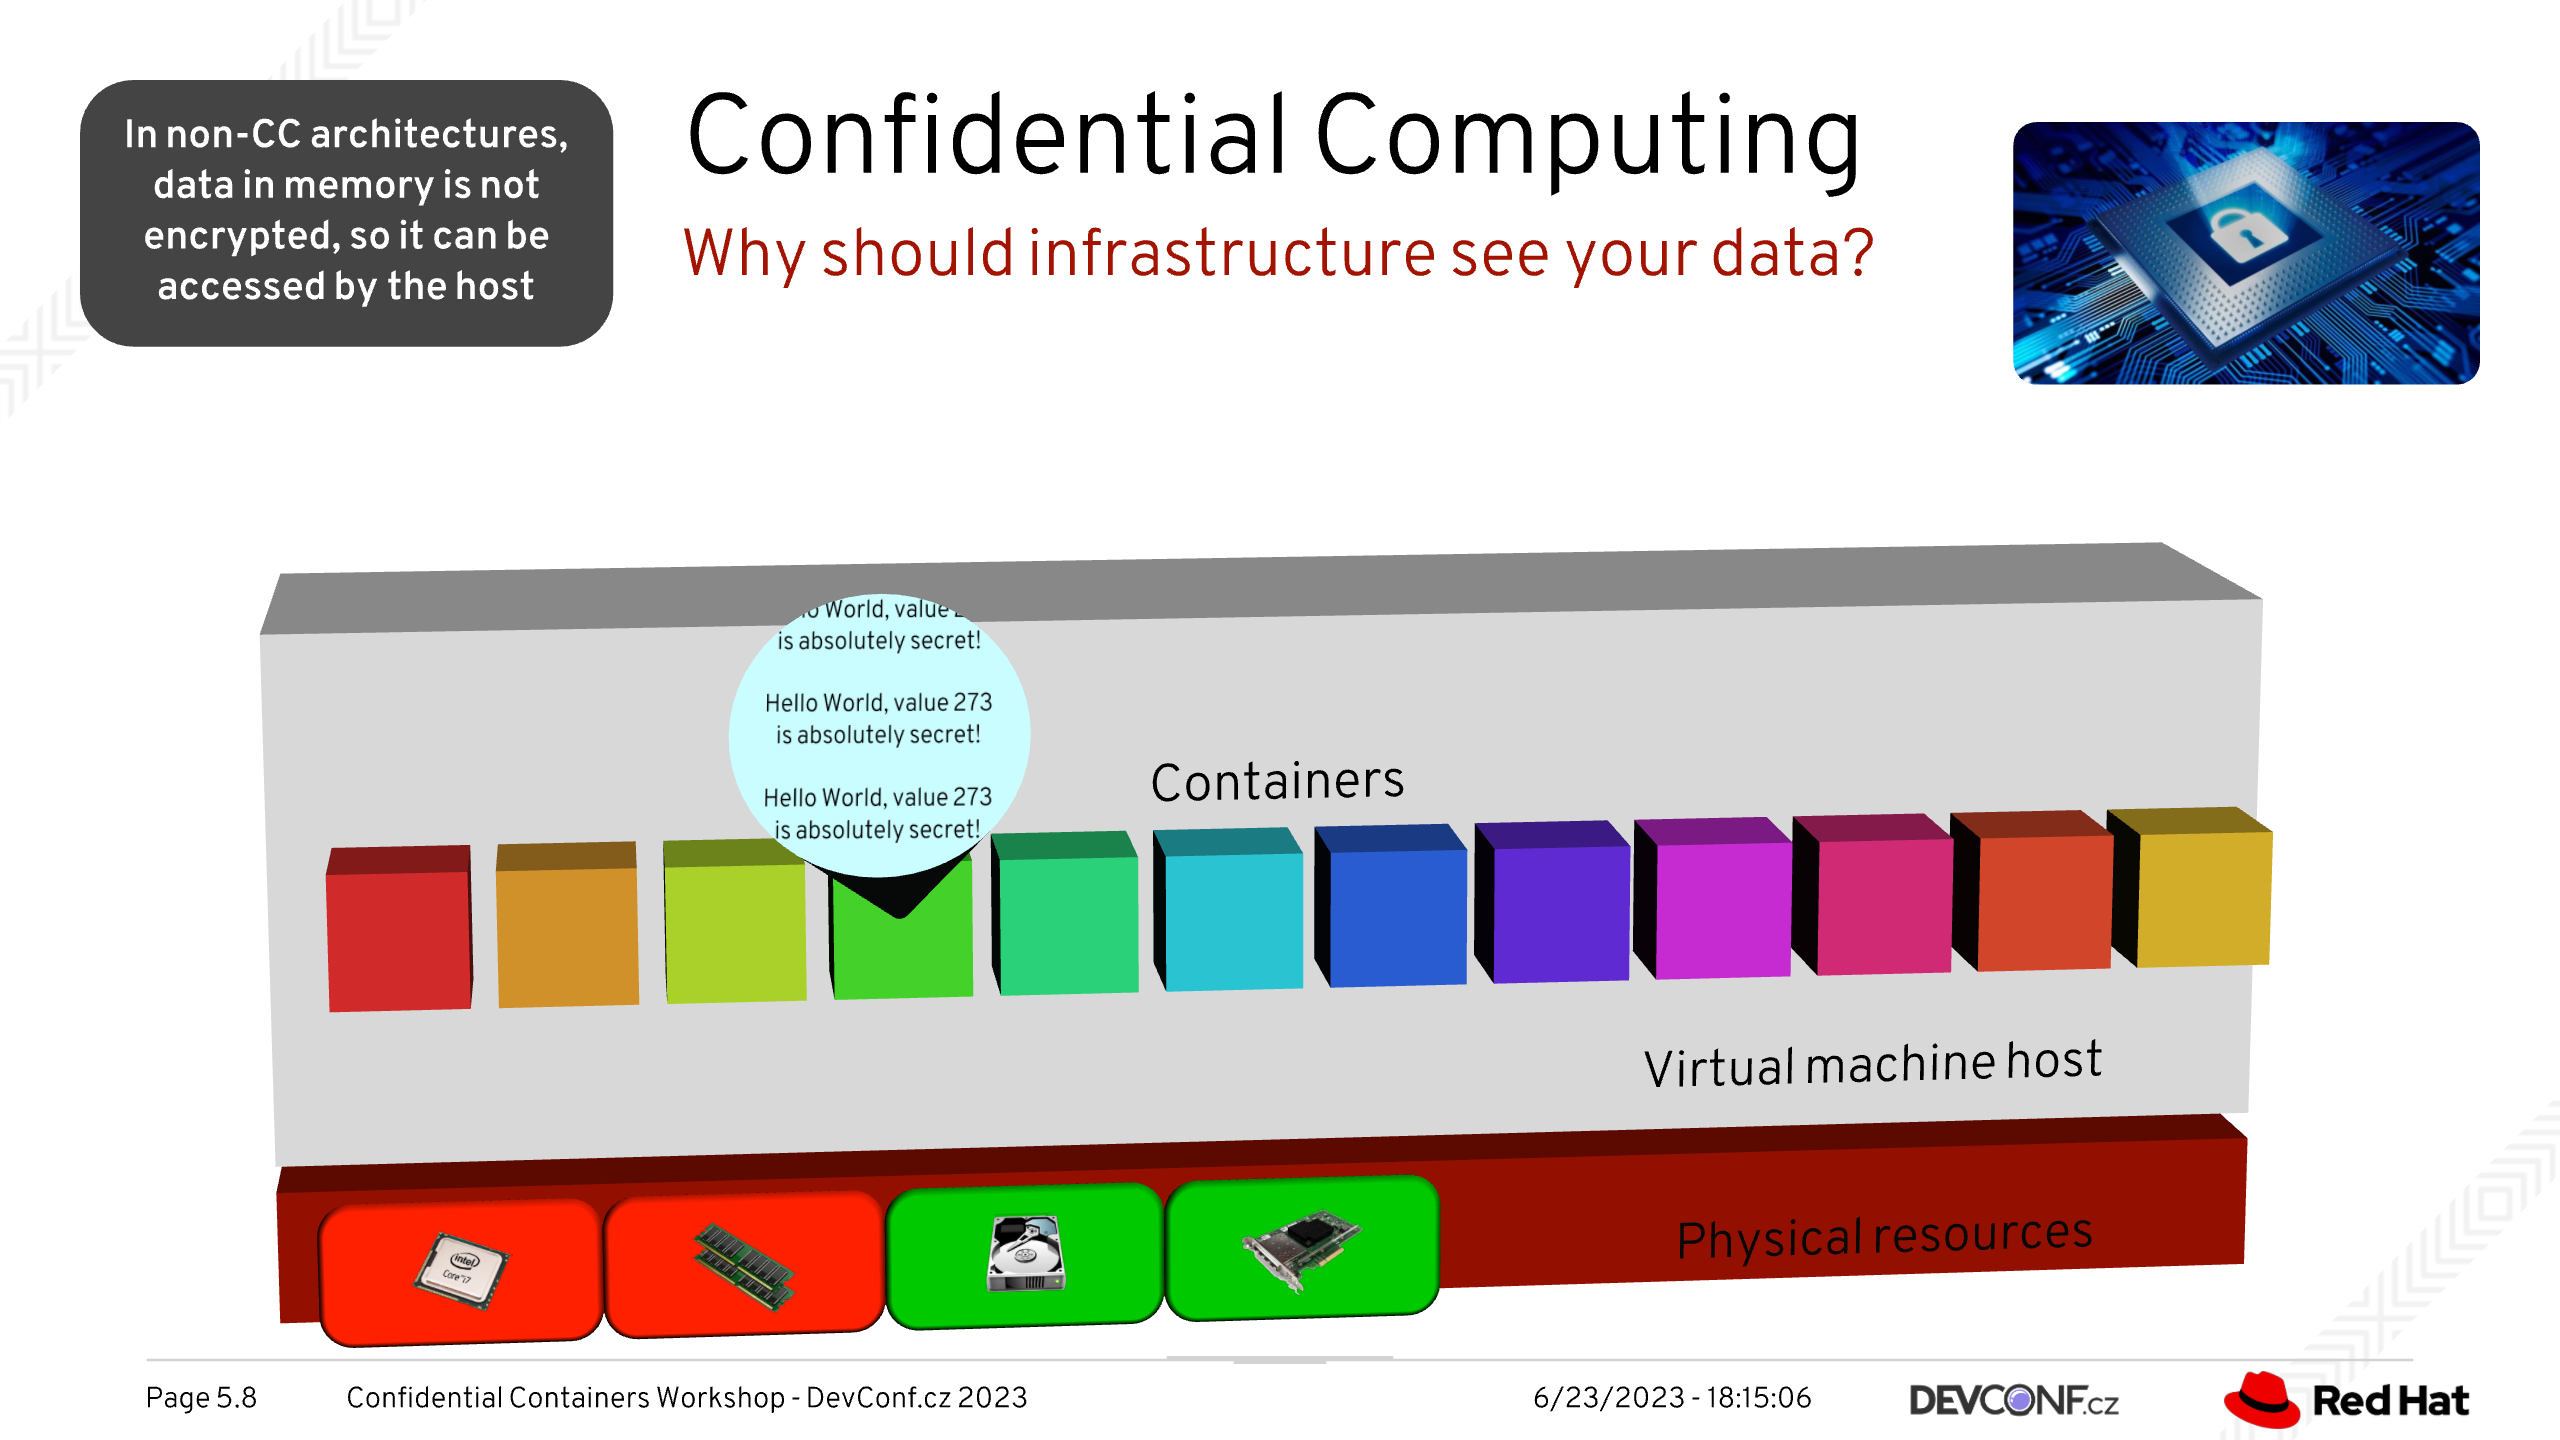 In non-CC architectures,
data in memory is not
encrypted, so it can be
accessed by the host
Confidential Computing
Why should infrastructure see your data?
World, value
is absolutely secret!
Hello World, value 273
is absolutely secret!
Hello World, value 273
is absolutely secret!
Containers
Virtual machine host
Physical resources
intel
Core i7
Page 5.8
Confidential Containers Workshop - DevConf.cz 2023
6/23/2023 - 18:15:06
DEVCONF.cz
Red Hat